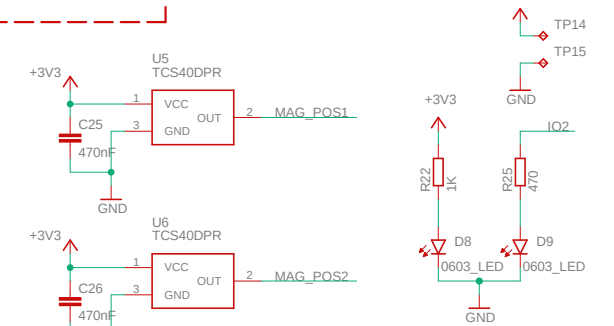 U5
TCS40DPR
+3V3
1
VCC
OUT
2
MAG_POS1
3
GND
C25
470nF
GND
U6
TCS40DPR
+3V3
1
VCC
OUT
2
MAG_POS2
3
GND
C26
470nF
TP14
TP15
GND
+3V3
IO2
R22
1K
R25
470
D8
0603_LED
D9
0603_LED
GND